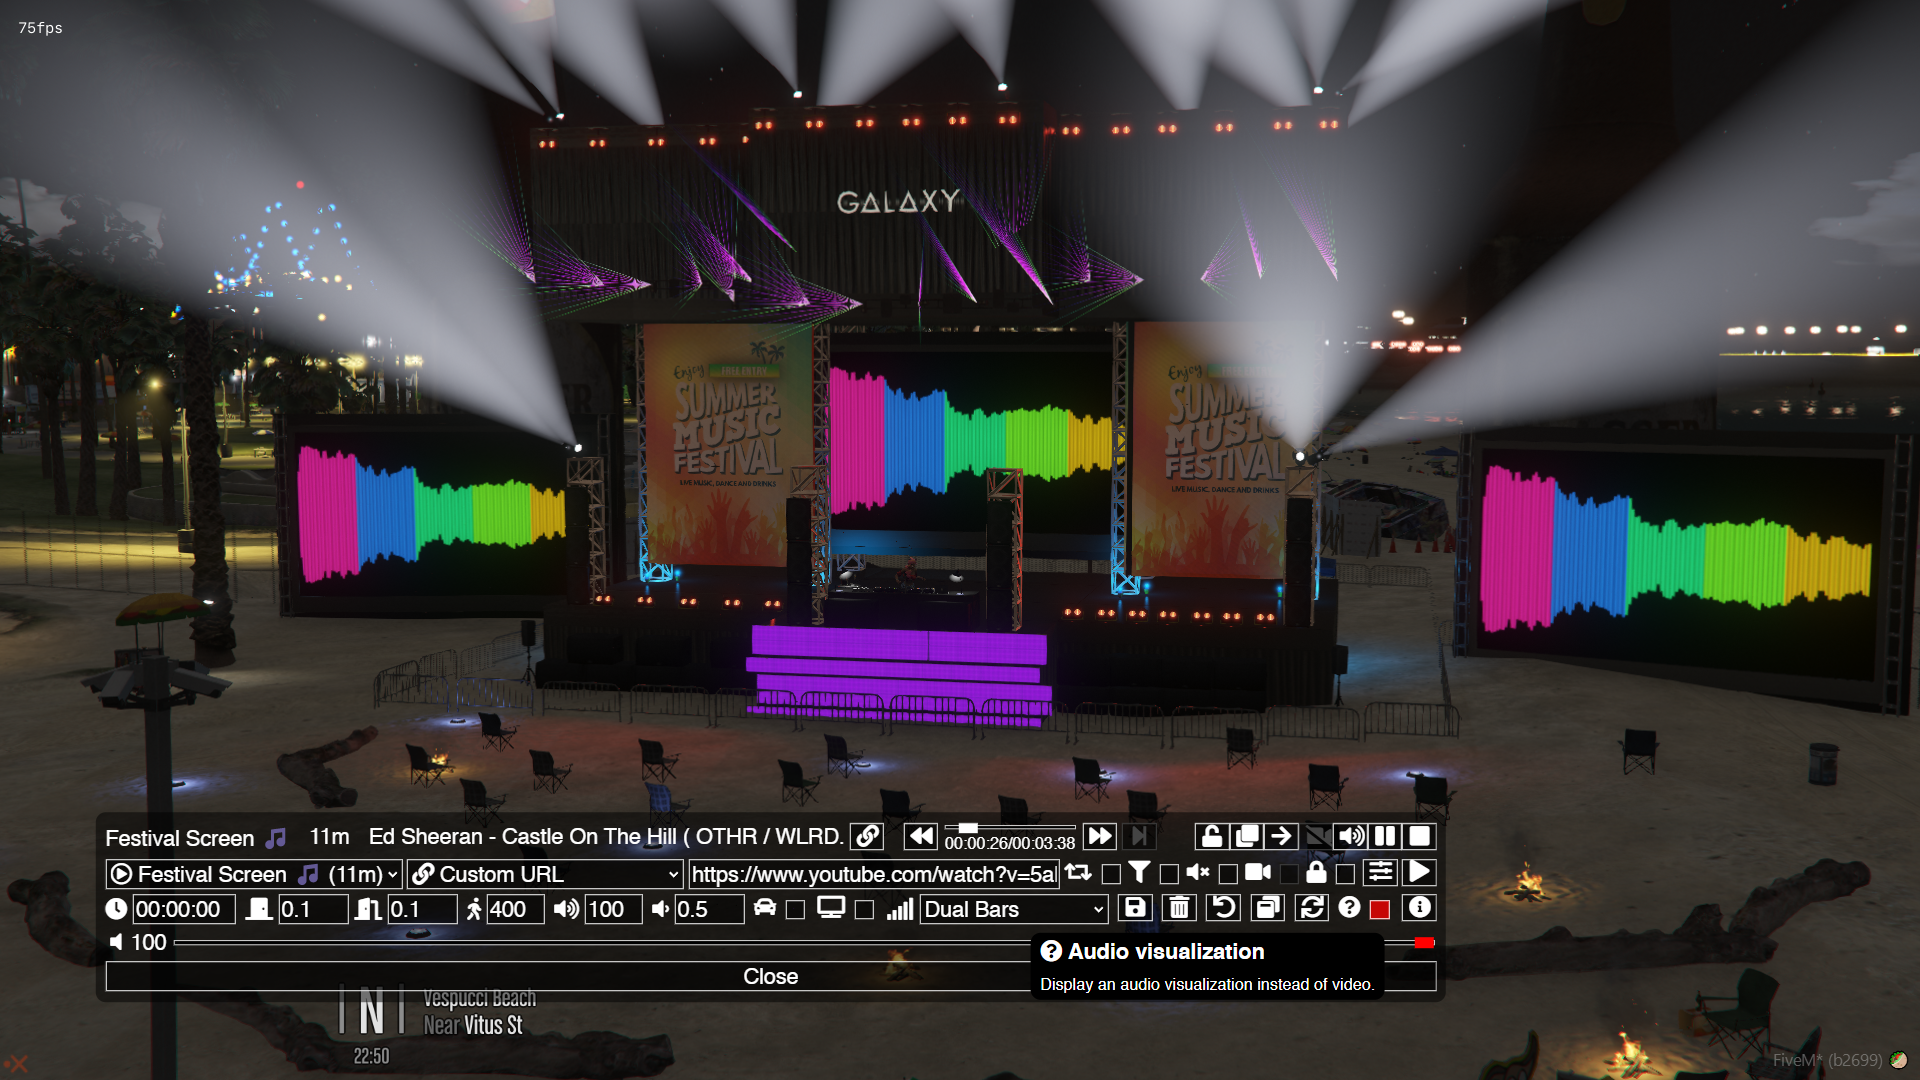 75fps
GALAXY
Enjoy
FREE ENTRY
SUMMER
MUSIC
FESTIVAL
LIVE MUSIC, DANCE AND DRINKS
Enjoy
SUMMER
MUSIC
FESTIVAL
LIVE MUSIC, DANCE AND DRINKS
Festival Screen 11m Ed Sheeran - Castle On The Hill ( OTHR / WLRD. 00:00:26/00:03:38
Festival Screen (11m) Custom URL https://www.youtube.com/watch?v=5a
00:00:00 0.1 0.1 400 100 0.5 Dual Bars
100
Audio visualization
Display an audio visualization instead of video.
Close
N
Vespucci Beach
Near Vitus St
22:50
FiveM* (b2699)